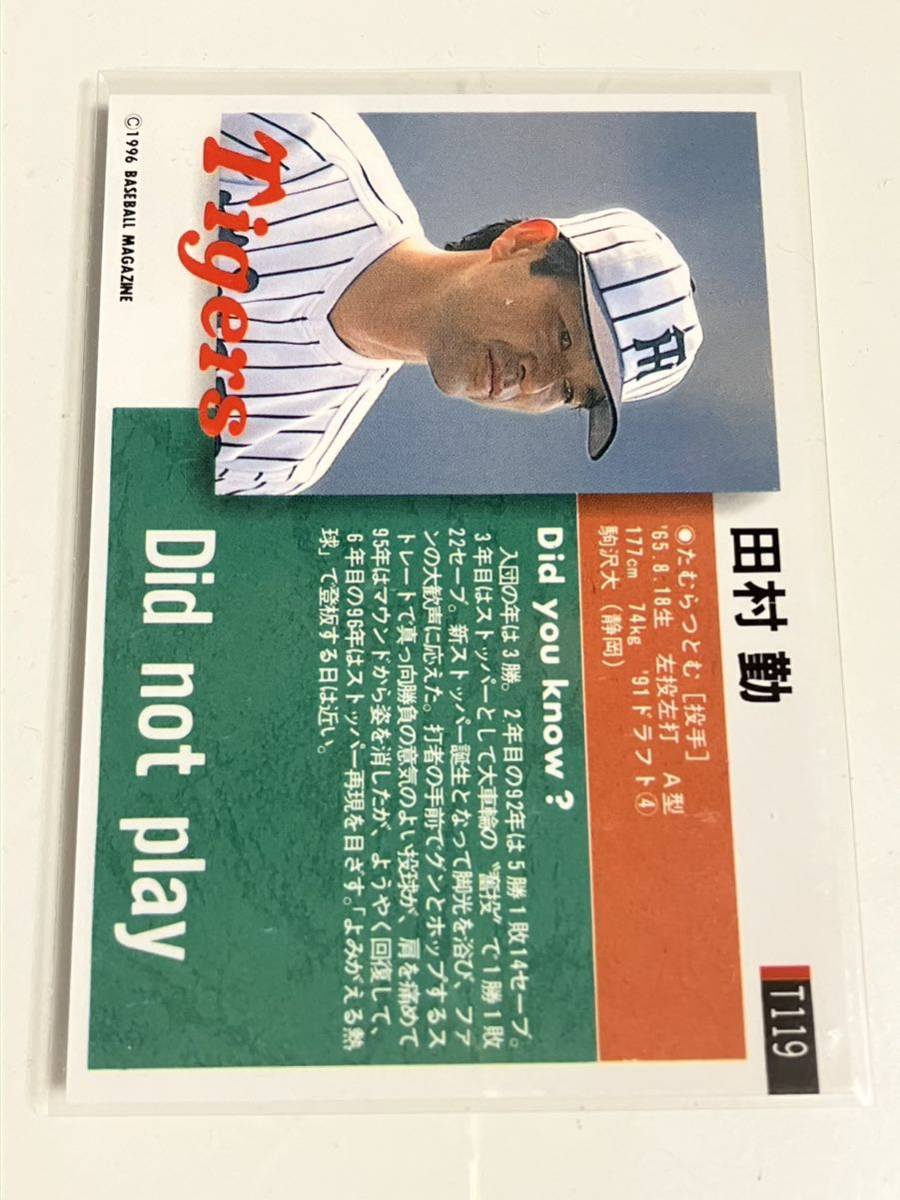 田村 勤
T119
●たむらつとむ［投手］
'65.8.18生 左投左打 A型
177cm 74kg '91ドラフト④
駒沢大（静岡）
TH
Tigers
Did you know ?
入団の年は3勝。2年目の92年は5勝1敗14セーブ。
3年目はストッパーとして大車輪の〝奮投〟で1勝1敗
22セーブ。新ストッパー誕生となって脚光を浴び、ファ
ンの大歓声に応えた。打者の手前でグンとホップするス
トレートで真っ向勝負の意気のよい投球が、肩を痛めて
95年はマウンドから姿を消したが、ようやく回復して、
6年目の96年はストッパー再現を目ざす。「よみがえる熱
球」で登板する日は近い。
Did not play
©1996 BASEBALL MAGAZINE